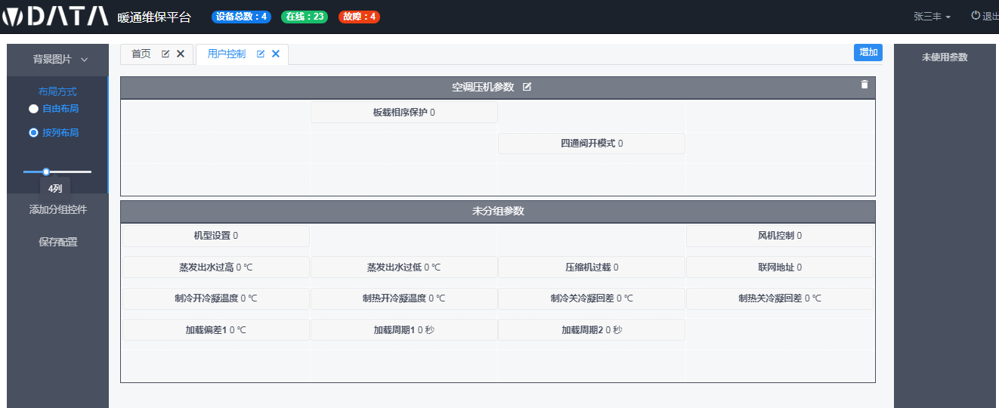 DATA 暖通维保平台 设备总数：4 在线：23 故障：4 张三丰 退出
背景图片
布局方式
自由布局
按列布局
4列
添加分组控件
保存配置
首页 用户控制 增加
空调压机参数
板载相序保护 0
四通阀开模式 0
未分组参数
机型设置 0 风机控制 0
蒸发出水过高 0 ℃ 蒸发出水过低 0 ℃ 压缩机过载 0 联网地址 0
制冷开冷凝温度 0 ℃ 制热开冷凝温度 0 ℃ 制冷关冷凝回差 0 ℃ 制热关冷凝回差 0 ℃
加载偏差1 0 ℃ 加载周期1 0 秒 加载周期2 0 秒
未使用参数